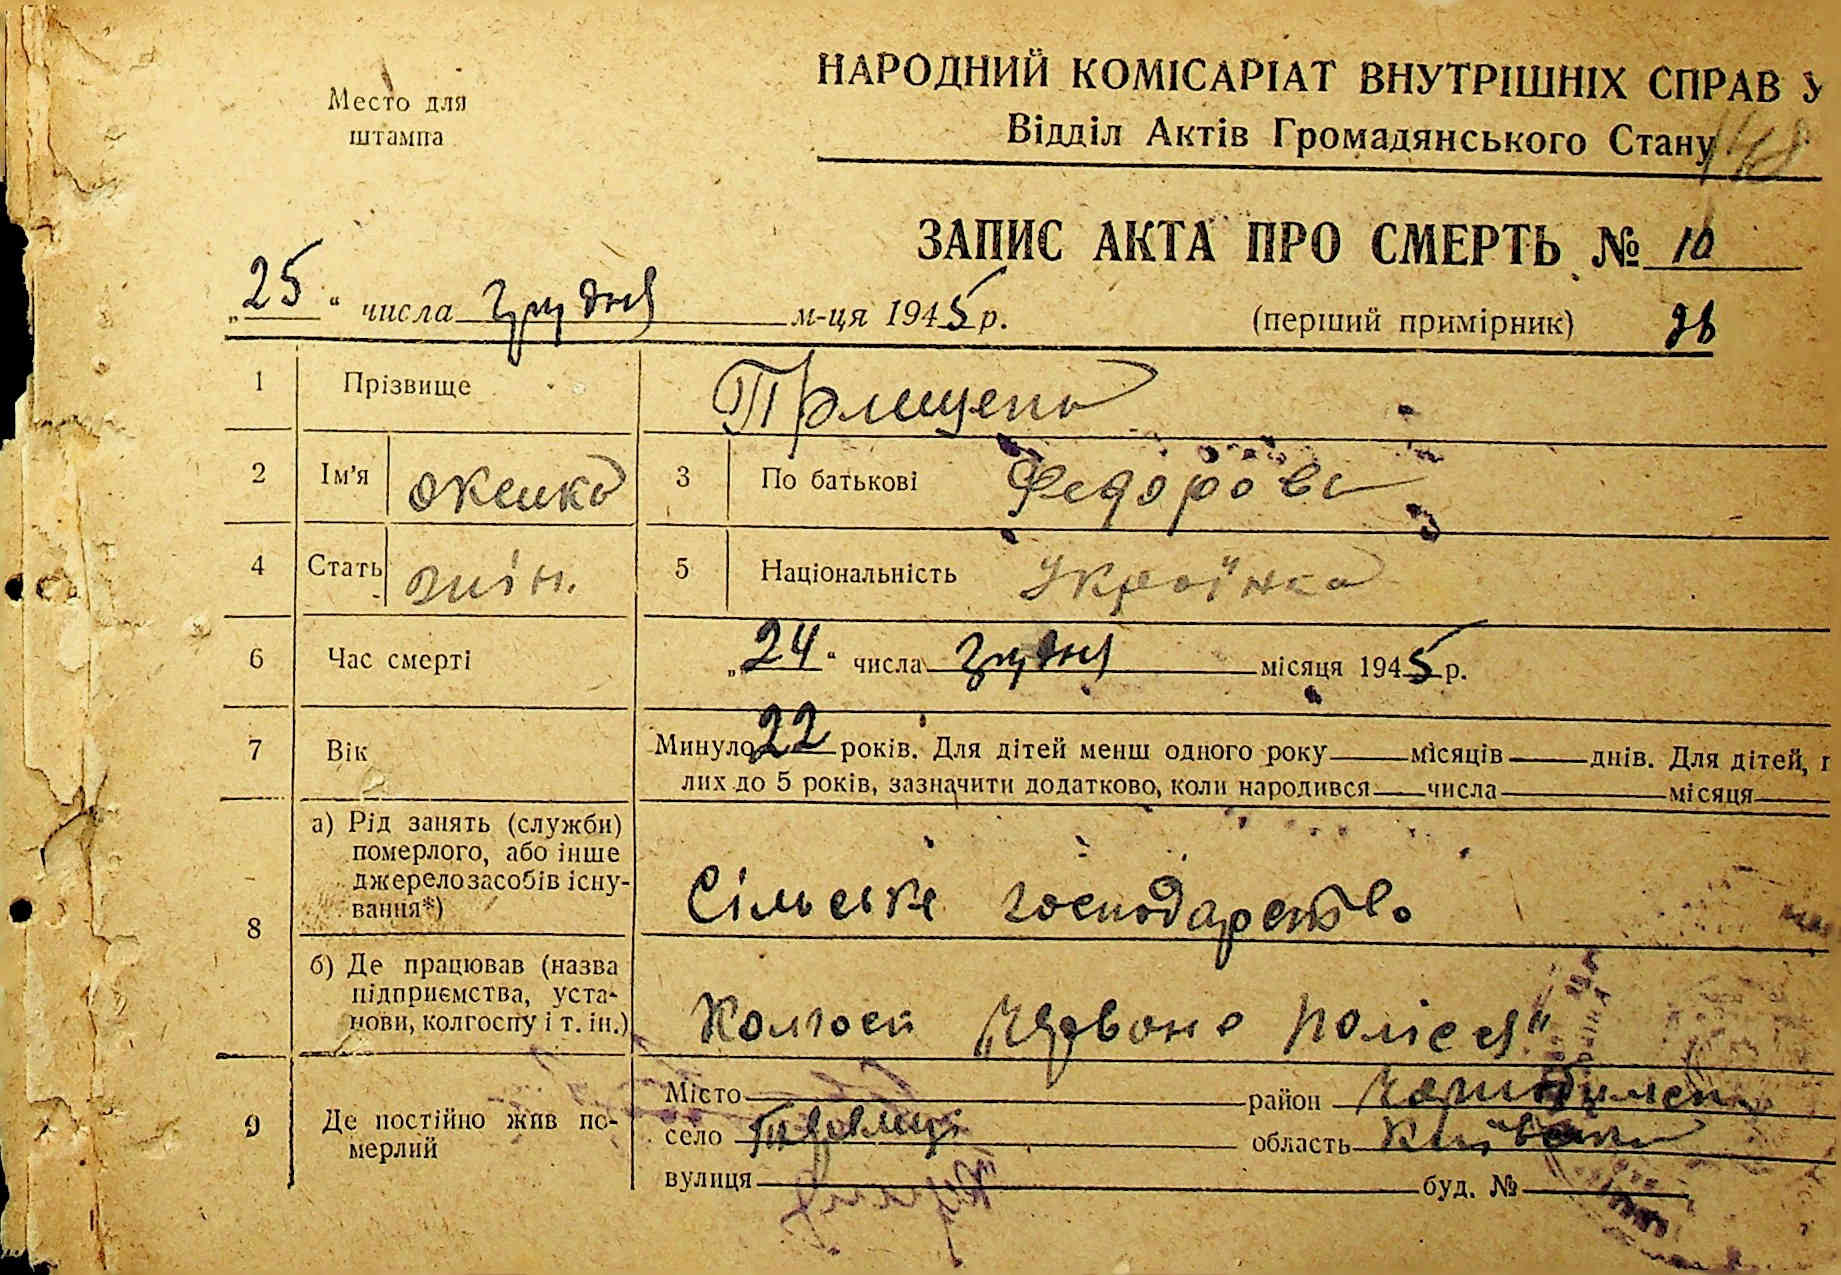 Место для
штампа
НАРОДНИЙ КОМІСАРІАТ ВНУТРІШНІХ СПРАВ У
Відділ Актів Громадянського Стану
148
ЗАПИС АКТА ПРО СМЕРТЬ № 10
„25“ числа грудня м-ця 1945 р. (перший примірник)
1 Прізвище
2 Ім'я 3 По батькові Федоровн
4 Стать жін. 5 Національність Українка
6 Час смерті „24“ числа грудня місяця 1945 р.
7 Вік Минуло 22 років. Для дітей менш одного року місяців днів. Для дітей, п
лих до 5 років, зазначити додатково, коли народився числа місяця
8 а) Рід занять (служби)
померлого, або інше
джерело засобів існу-
вання*)
Сільське господарство
б) Де працював (назва
підприємства, уста-
нови, колгоспу і т. ін.)
Колгосп „Червоне Полісся“
9 Де постійно жив по-
мерлий
Місто район
село область Київська
вулиця буд. №